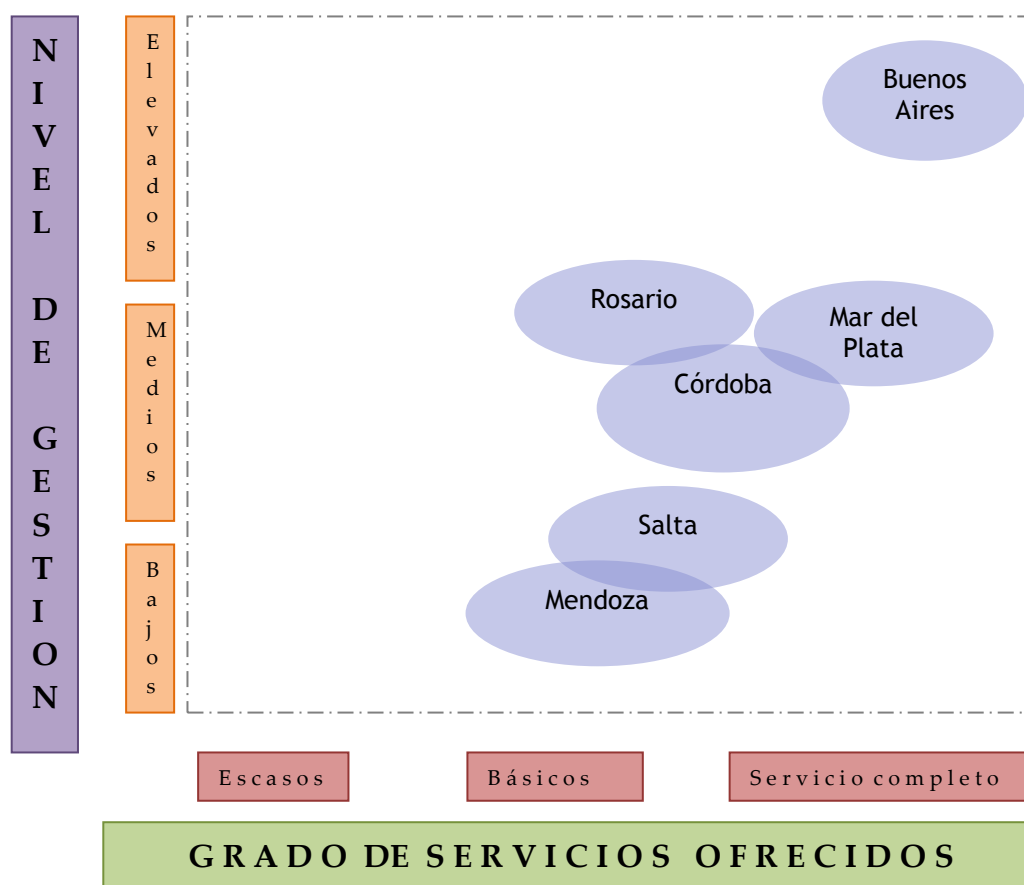 NIVEL DE GESTION
Elevados
Medios
Bajos
Buenos
Aires
Rosario
Mar del
Plata
Córdoba
Salta
Mendoza
Escasos
Básicos
Servicio completo
GRADO DE SERVICIOS OFRECIDOS